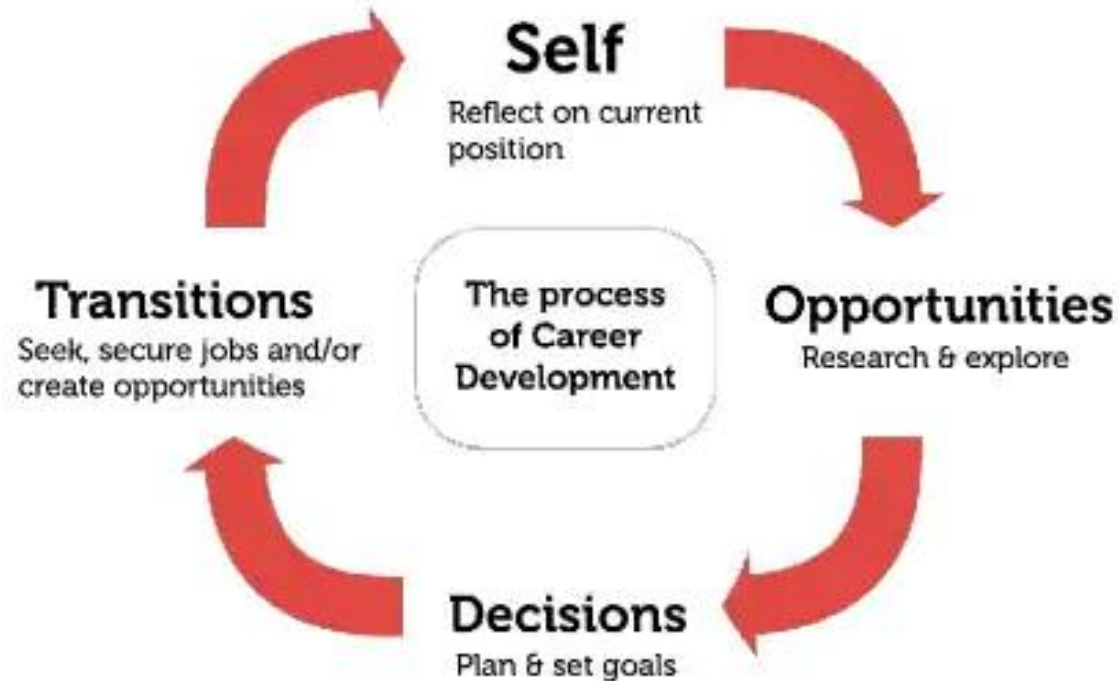 Self
Reflect on current
position
Opportunities
Research & explore
Decisions
Plan & set goals
Transitions
Seek, secure jobs and/or
create opportunities
The process
of Career
Development